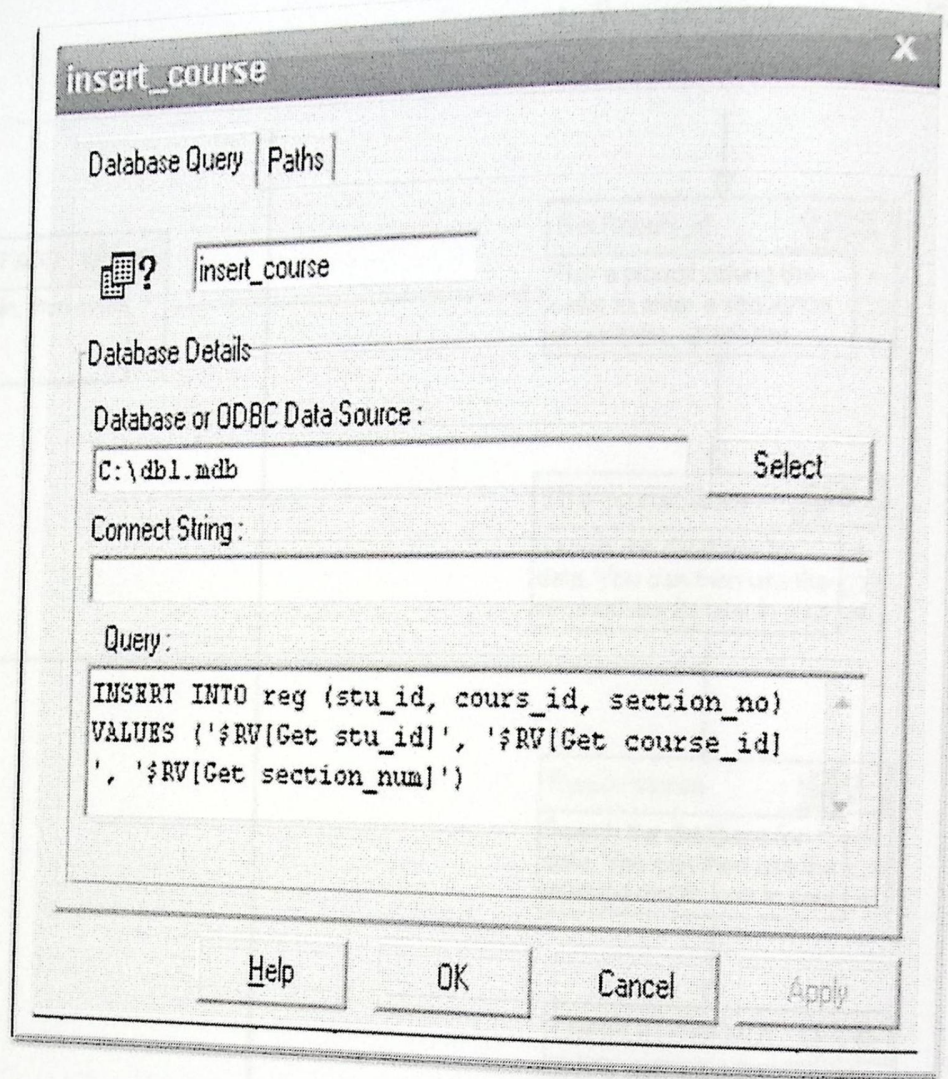 insert_course X
Database Query Paths
? insert_course
Database Details
Database or ODBC Data Source :
C:\db1.mdb Select
Connect String :
Query :
INSERT INTO reg (stu_id, cours_id, section_no)
VALUES ('$RV[Get stu_id]', '$RV[Get course_id]
', '$RV[Get section_num]')
Help OK Cancel Apply